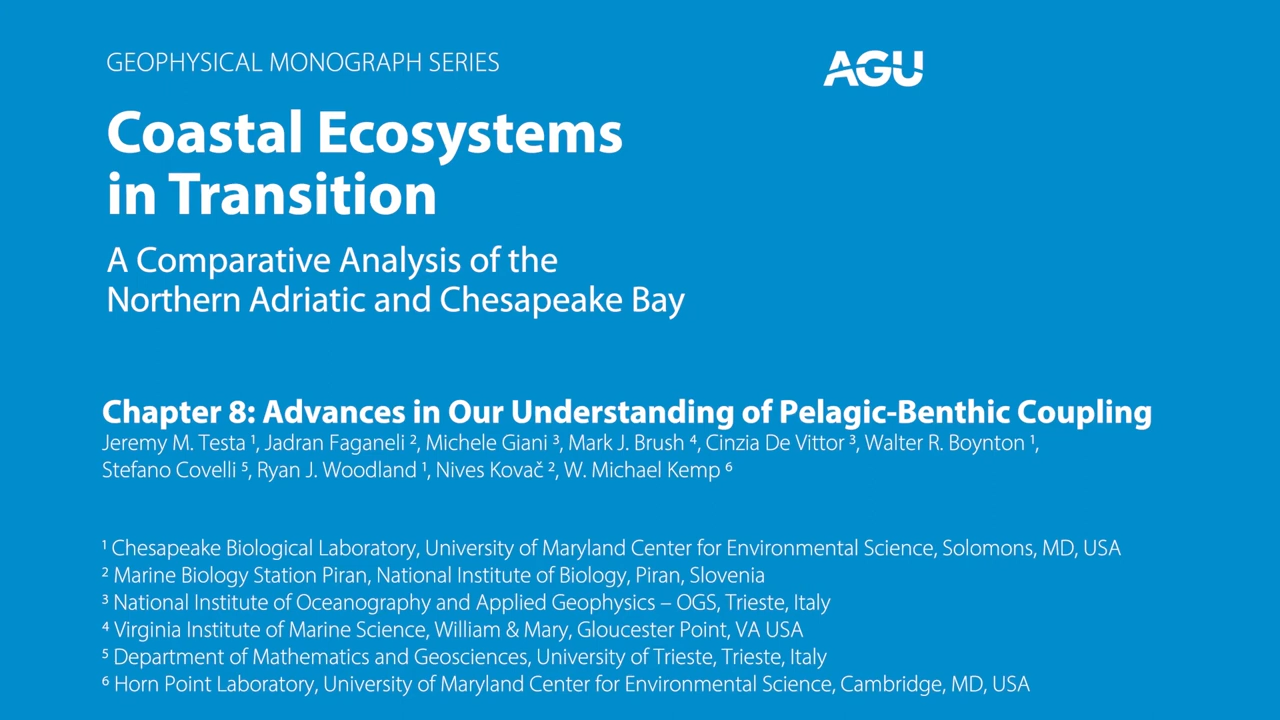 GEOPHYSICAL MONOGRAPH SERIES
AGU
Coastal Ecosystems
in Transition
A Comparative Analysis of the
Northern Adriatic and Chesapeake Bay
Chapter 8: Advances in Our Understanding of Pelagic-Benthic Coupling
Jeremy M. Testa ¹, Jadran Faganeli ², Michele Giani ³, Mark J. Brush ⁴, Cinzia De Vittor ³, Walter R. Boynton ¹,
Stefano Covelli ⁵, Ryan J. Woodland ¹, Nives Kovač ², W. Michael Kemp ⁶
¹ Chesapeake Biological Laboratory, University of Maryland Center for Environmental Science, Solomons, MD, USA
² Marine Biology Station Piran, National Institute of Biology, Piran, Slovenia
³ National Institute of Oceanography and Applied Geophysics – OGS, Trieste, Italy
⁴ Virginia Institute of Marine Science, William & Mary, Gloucester Point, VA USA
⁵ Department of Mathematics and Geosciences, University of Trieste, Trieste, Italy
⁶ Horn Point Laboratory, University of Maryland Center for Environmental Science, Cambridge, MD, USA